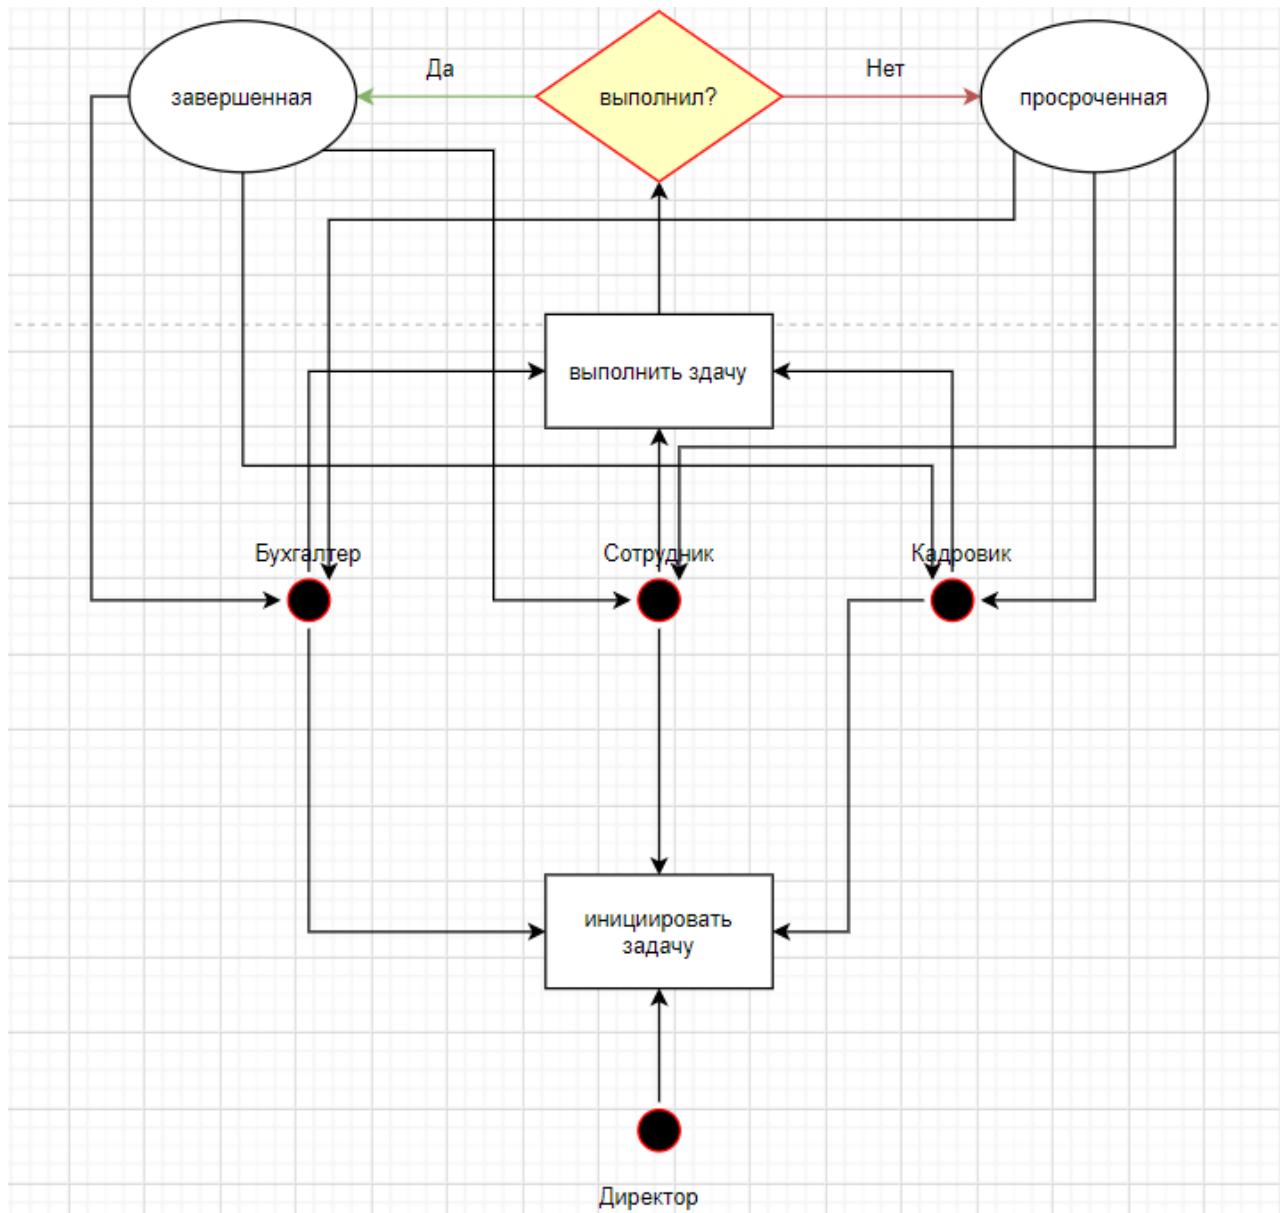 Да
Нет
завершенная
выполнил?
просроченная
выполнить здачу
Бухгалтер
Сотрудник
Кадровик
инициировать
задачу
Директор